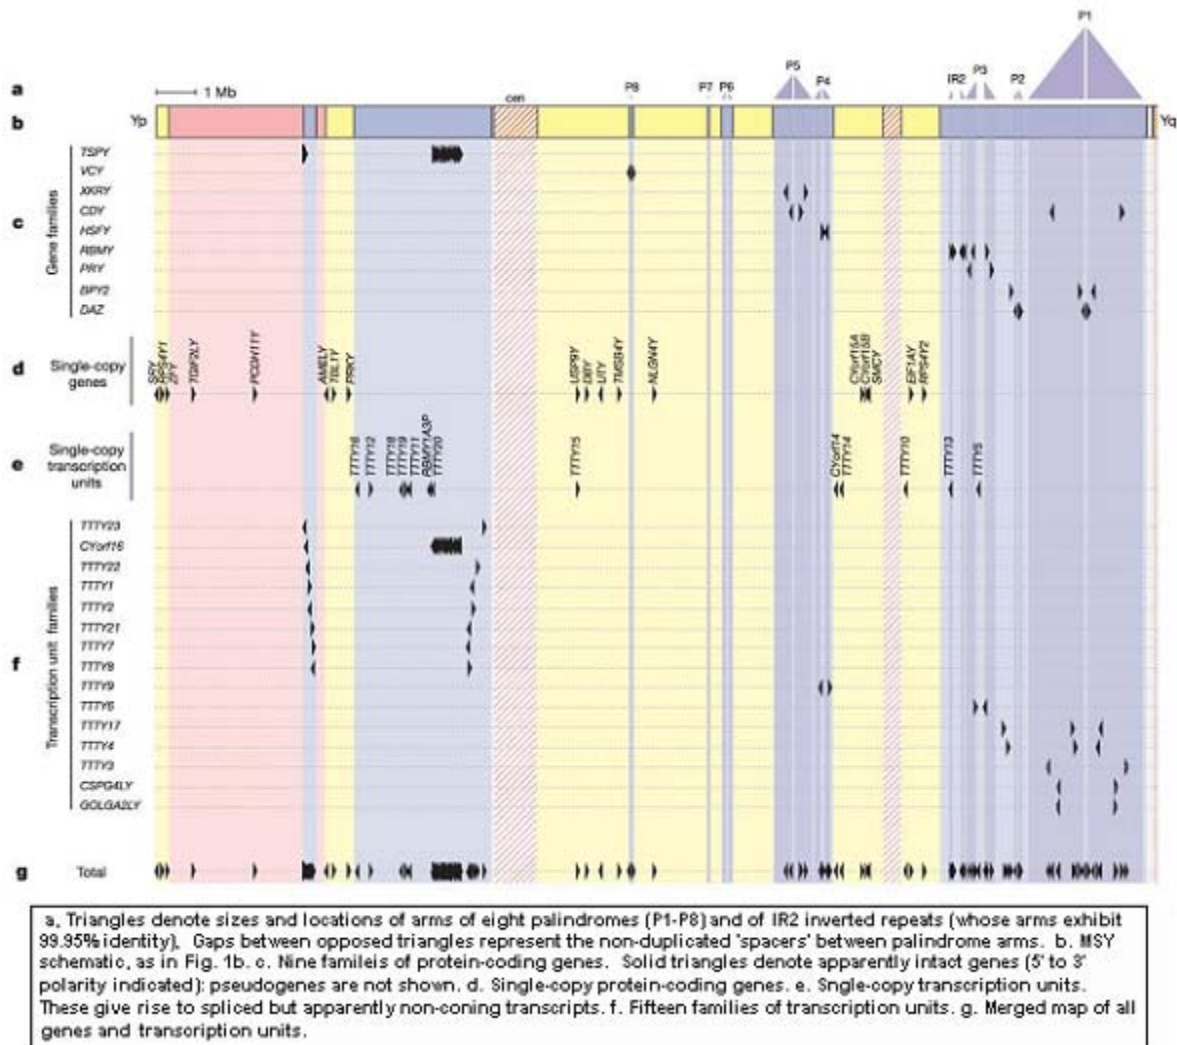 P1
P5
P4
P8
P7
P6
IR2
P3
P2
a
1 Mb
cen
b
Yp
Yq
c
Gene families
TSPY
VCY
XKRY
CDY
HSFY
RBMY
PRY
BPY2
DAZ
d
Single-copy
genes
SRY
RPS4Y1
ZFY
TGIF2LY
PCDH11Y
AMELY
TBL1Y
PRKY
USP9Y
DBY
UTY
TMSB4Y
NLGN4Y
CYorf15A
CYorf15B
SMCY
EIF1AY
RPS4Y2
e
Single-copy
transcription
units
TTTY16
TTTY12
TTTY18
TTTY19
TTTY11
RBMY1A3P
TTTY20
TTTY15
CYorf14
TTTY14
TTTY10
TTTY13
TTTY5
f
Transcription unit families
TTTY23
CYorf16
TTTY22
TTTY1
TTTY2
TTTY21
TTTY7
TTTY8
TTTY9
TTTY6
TTTY17
TTTY4
TTTY3
CSPG4LY
GOLGA2LY
g
Total
a, Triangles denote sizes and locations of arms of eight palindromes (P1-P8) and of IR2 inverted repeats (whose arms exhibit
99.95% identity), Gaps between opposed triangles represent the non-duplicated 'spacers' between palindrome arms. b. MSY
schematic, as in Fig. 1b. c. Nine famileis of protein-coding genes. Solid triangles denote apparently intact genes (5' to 3'
polarity indicated): pseudogenes are not shown. d. Single-copy protein-coding genes. e. Sngle-copy transcription units.
These give rise to spliced but apparently non-coning transcripts. f. Fifteen families of transcription units. g. Merged map of all
genes and transcription units.